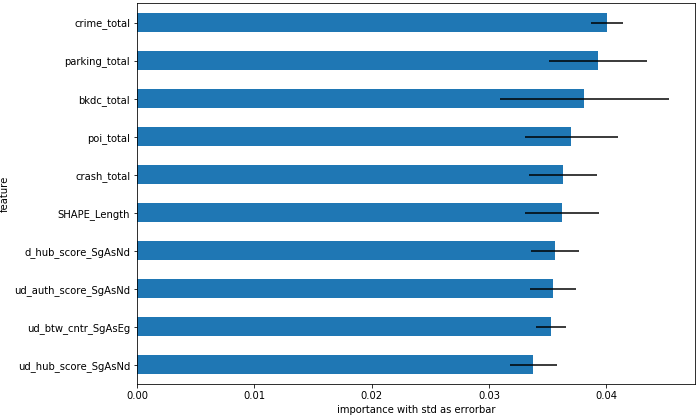 crime_total
parking_total
bkdc_total
poi_total
crash_total
SHAPE_Length
d_hub_score_SgAsNd
ud_auth_score_SgAsNd
ud_btw_cntr_SgAsEg
ud_hub_score_SgAsNd
feature
0.00 0.01 0.02 0.03 0.04
importance with std as errorbar